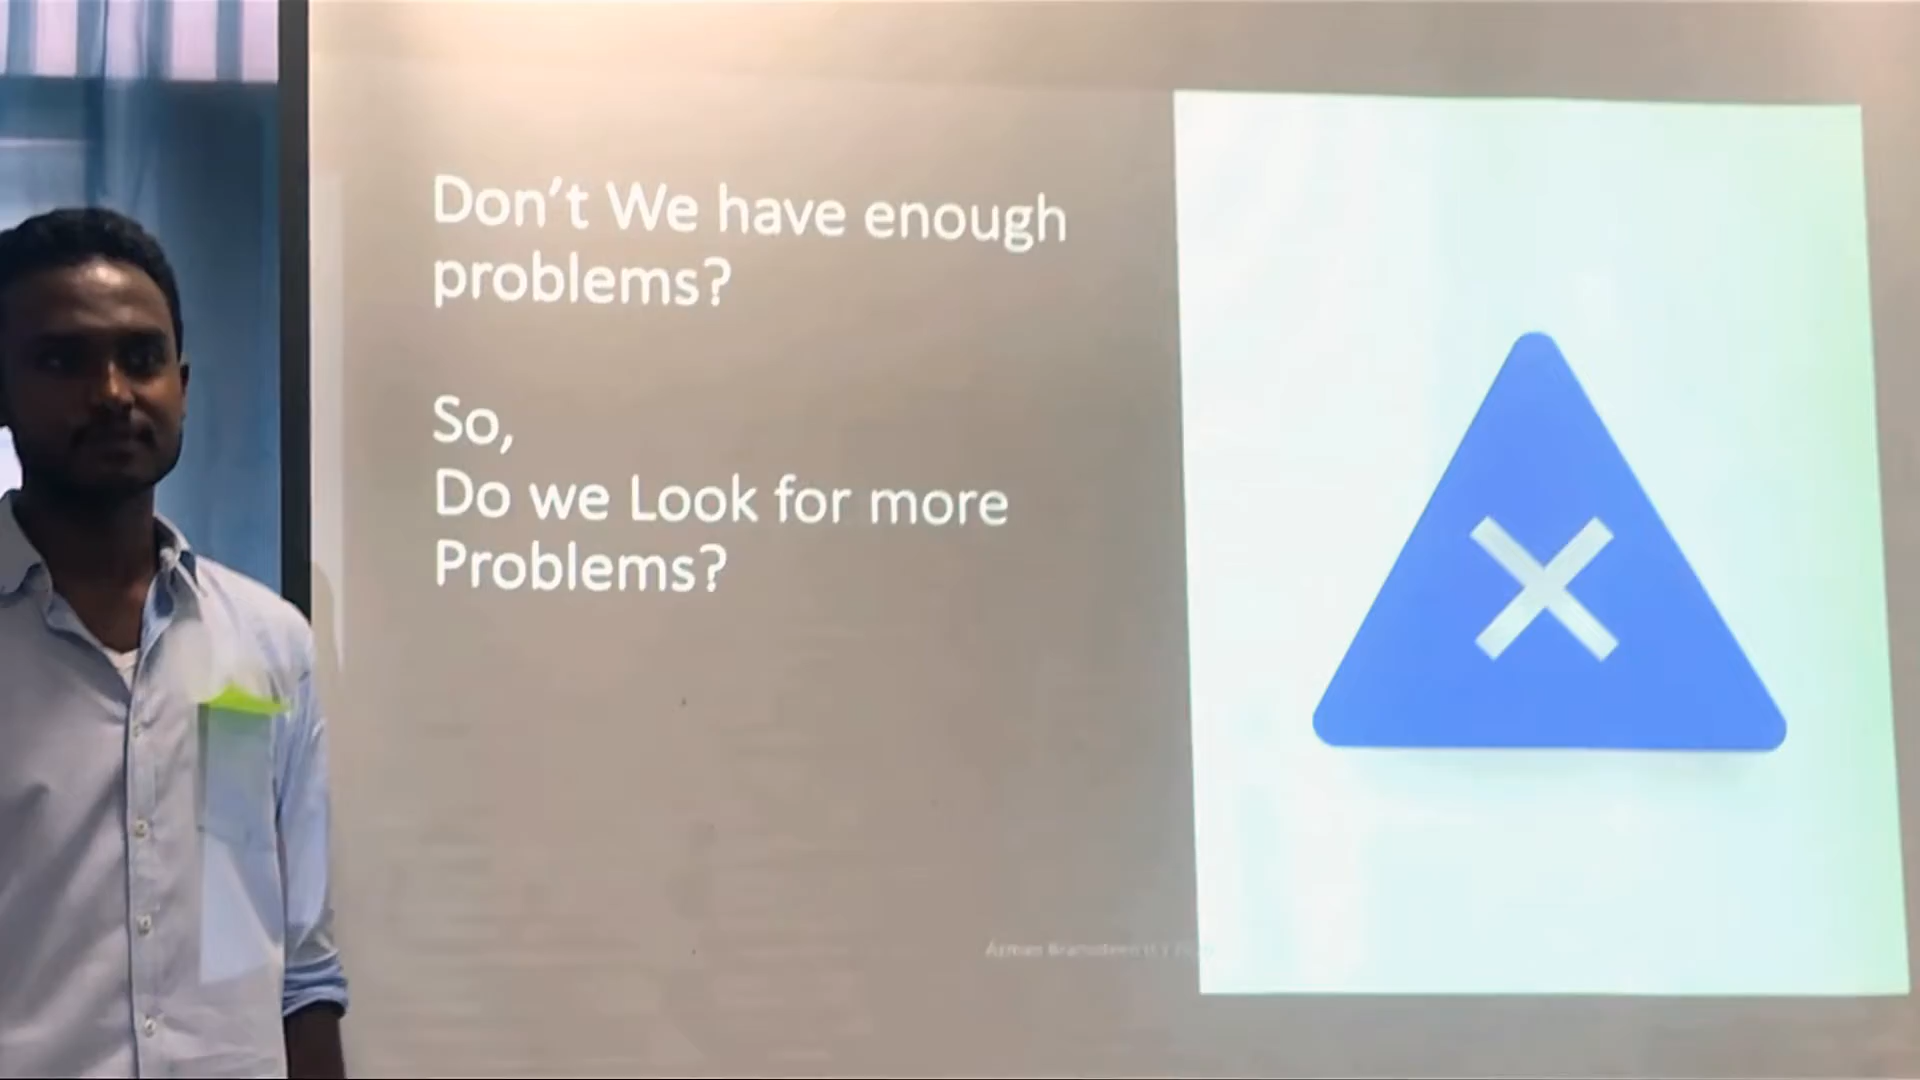 Don't We have enough
problems?
So,
Do we Look for more
Problems?